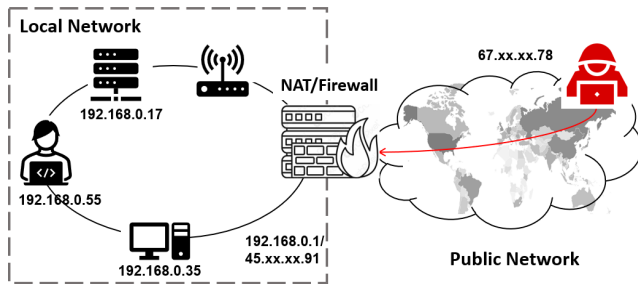 Local Network
67.xx.xx.78
NAT/Firewall
192.168.0.17
</>
192.168.0.55
192.168.0.1/
45.xx.xx.91
192.168.0.35
Public Network